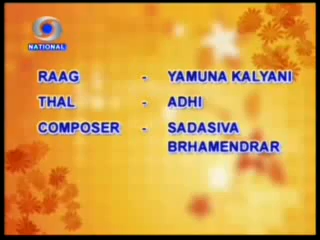 NATIONAL
RAAG - YAMUNA KALYANI
THAL - ADHI
COMPOSER - SADASIVA
BRHAMENDRAR